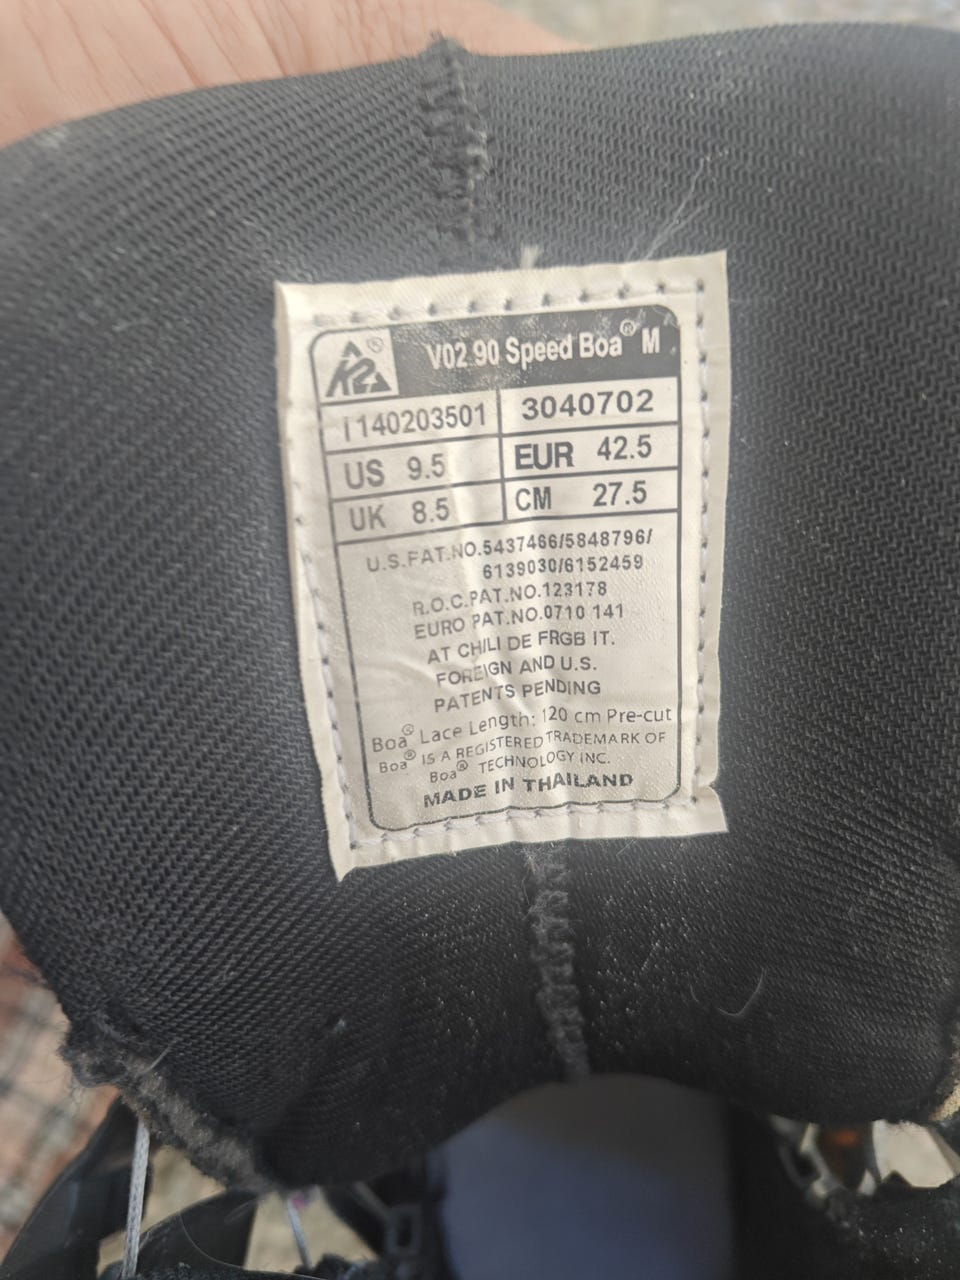 K2®
V02 90 Speed Boa® M
I140203501 3040702
US 9.5 EUR 42.5
UK 8.5 CM 27.5
U.S.PAT.NO.5437466/5848796/
6139030/6152459
R.O.C.PAT.NO.123178
EURO PAT.NO.0710 141
AT CHILI DE FRGB IT.
FOREIGN AND U.S.
PATENTS PENDING
Boa® Lace Length: 120 cm Pre-cut
Boa® IS A REGISTERED TRADEMARK OF
Boa® TECHNOLOGY INC.
MADE IN THAILAND